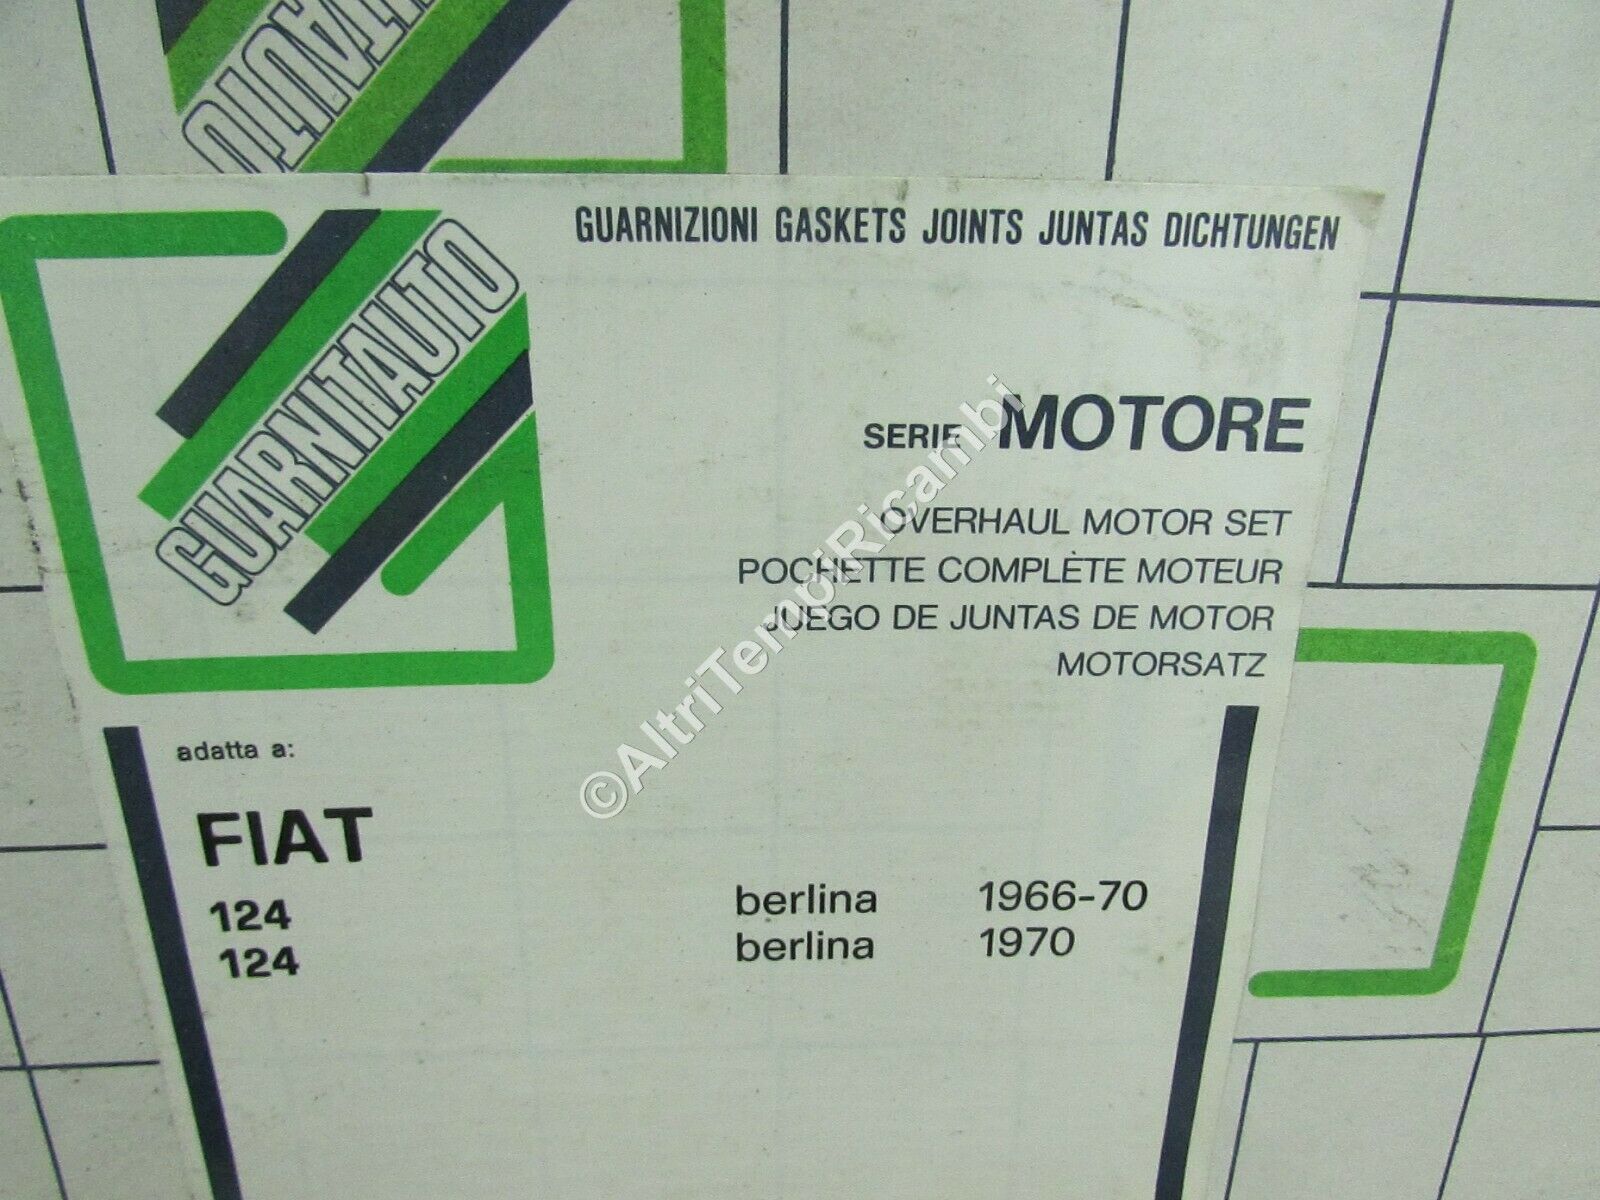 GUARNITAUTO
GUARNIZIONI GASKETS JOINTS JUNTAS DICHTUNGEN
SERIE MOTORE
OVERHAUL MOTOR SET
POCHETTE COMPLÈTE MOTEUR
JUEGO DE JUNTAS DE MOTOR
MOTORSATZ
adatta a:
FIAT
124 berlina 1966-70
124 berlina 1970
©AltriTempiRicambi